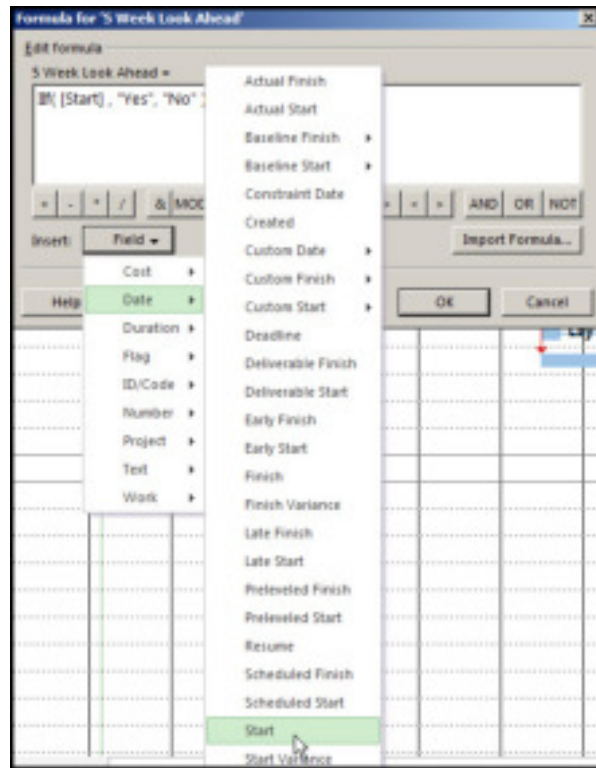 Formula for '5 Week Look Ahead'
Edit formula
5 Week Look Ahead =
IIf( [Start] , "Yes", "No" )
+ - * / & MOD < > AND OR NOT
Insert: Field Import Formula...
Help OK Cancel
Cost
Date
Duration
Flag
ID/Code
Number
Project
Text
Work
Actual Finish
Actual Start
Baseline Finish
Baseline Start
Constraint Date
Created
Custom Date
Custom Finish
Custom Start
Deadline
Deliverable Finish
Deliverable Start
Early Finish
Early Start
Finish
Finish Variance
Late Finish
Late Start
Preleveled Finish
Preleveled Start
Resume
Scheduled Finish
Scheduled Start
Start
Start Variance
Lay